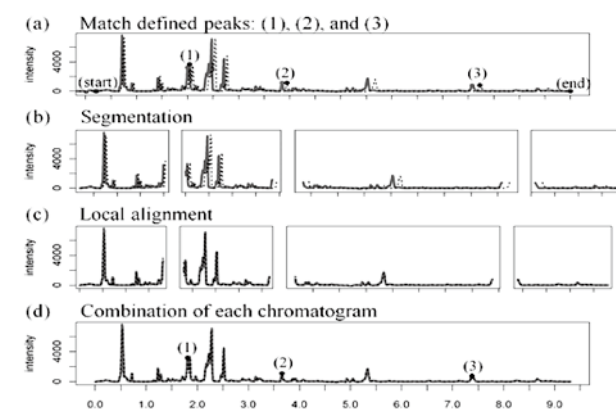 (a) Match defined peaks: (1), (2), and (3)
intensity
0 4000
(start)
(1)
(2)
(3)
(end)
(b) Segmentation
intensity
0 4000
(c) Local alignment
intensity
0 4000
(d) Combination of each chromatogram
intensity
0 4000
(1)
(2)
(3)
0.0 1.0 2.0 3.0 4.0 5.0 6.0 7.0 8.0 9.0